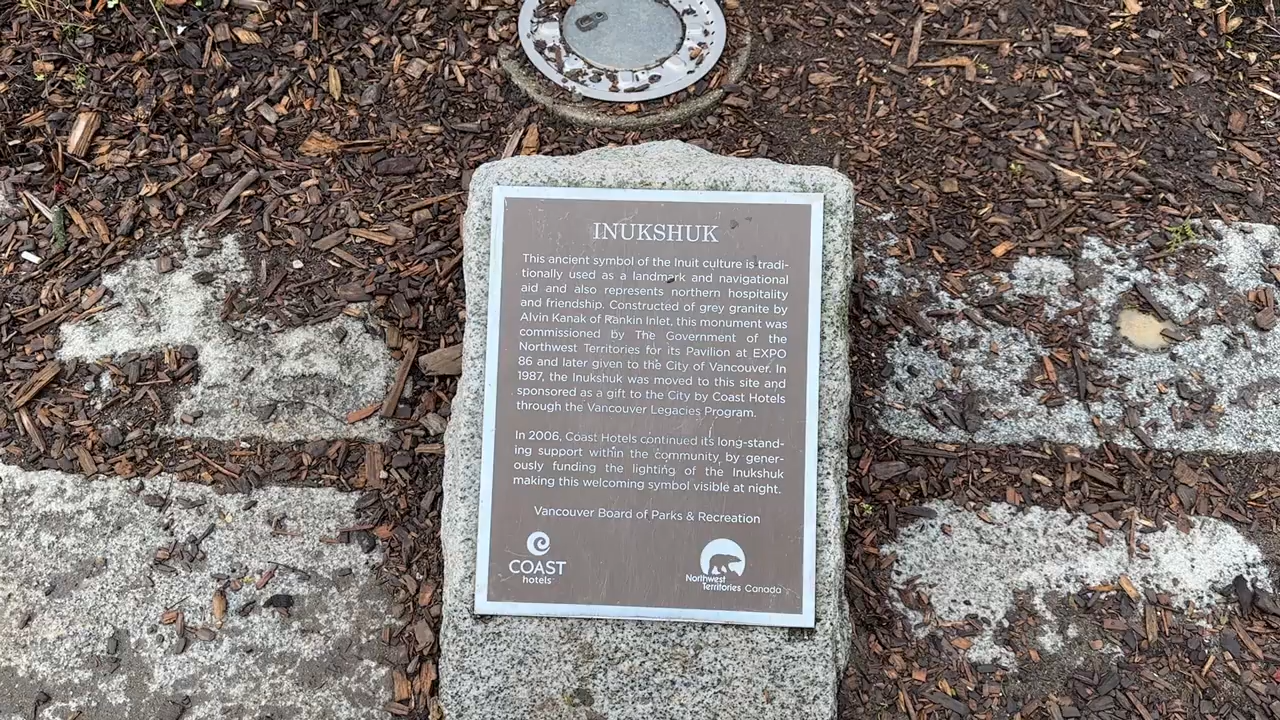 INUKSHUK
This ancient symbol of the Inuit culture is tradi-
tionally used as a landmark and navigational
aid and also represents northern hospitality
and friendship. Constructed of grey granite by
Alvin Kanak of Rankin Inlet, this monument was
commissioned by The Government of the
Northwest Territories for its Pavilion at EXPO
86 and later given to the City of Vancouver. In
1987, the Inukshuk was moved to this site and
sponsored as a gift to the City by Coast Hotels
through the Vancouver Legacies Program.
In 2006, Coast Hotels continued its long-stand-
ing support within the community by gener-
ously funding the lighting of the Inukshuk
making this welcoming symbol visible at night.
Vancouver Board of Parks & Recreation
COAST
hotels
Northwest
Territories Canada